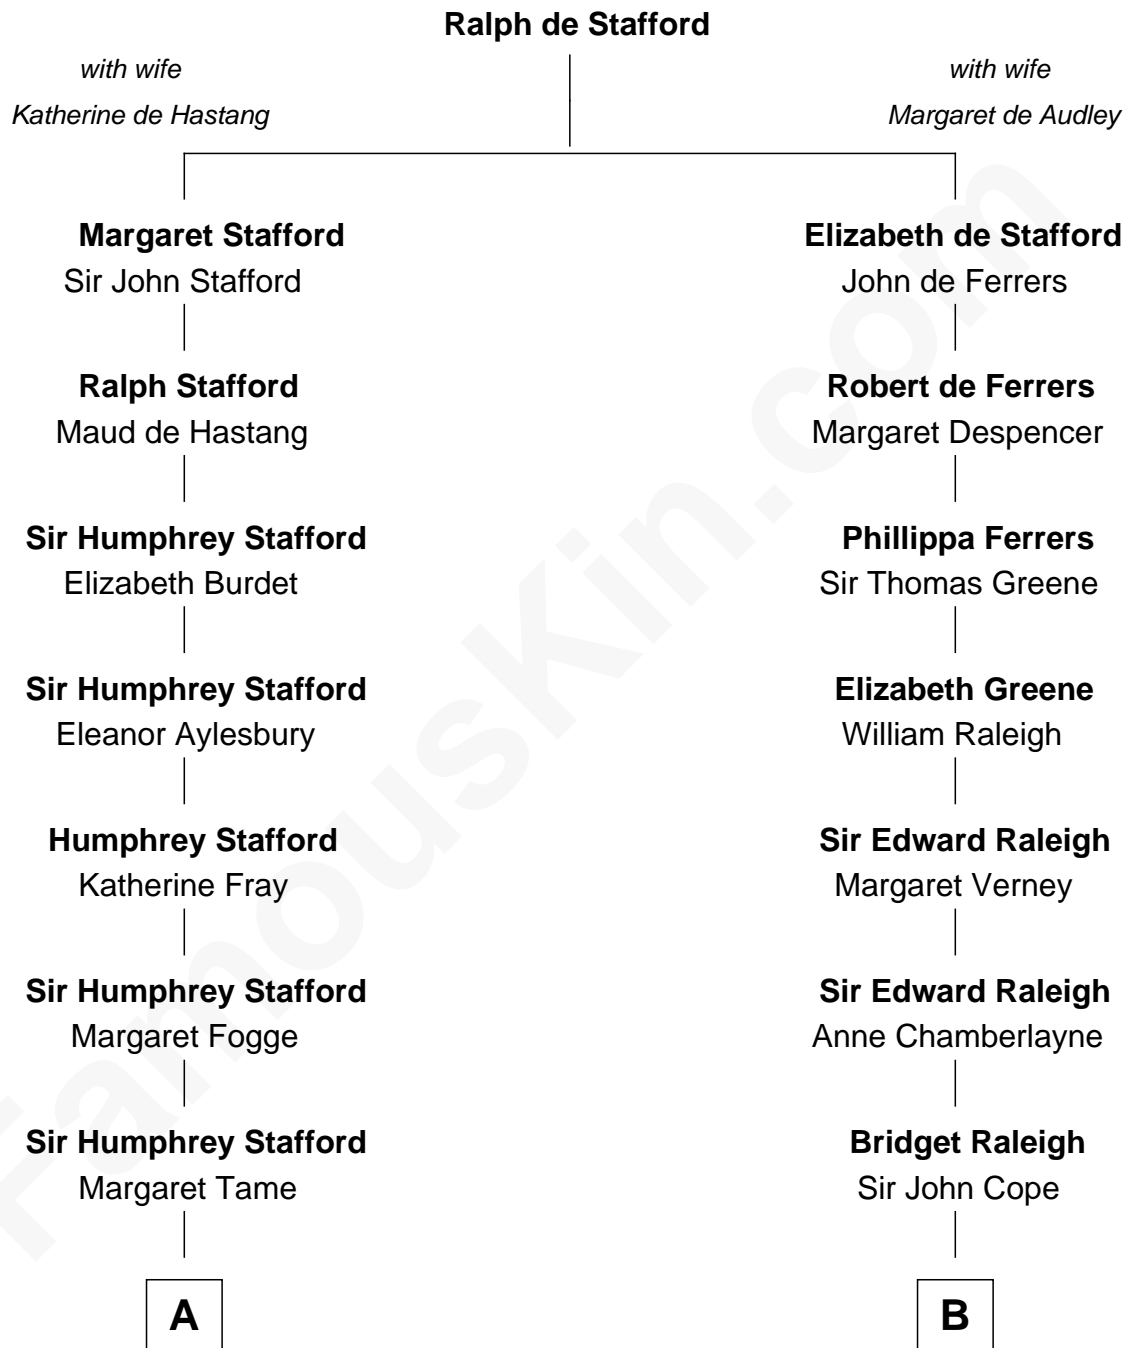 Ralph de Stafford
with wife
Katherine de Hastang
with wife
Margaret de Audley
Margaret Stafford
Sir John Stafford
Elizabeth de Stafford
John de Ferrers
Ralph Stafford
Maud de Hastang
Robert de Ferrers
Margaret Despencer
Sir Humphrey Stafford
Elizabeth Burdet
Phillippa Ferrers
Sir Thomas Greene
Sir Humphrey Stafford
Eleanor Aylesbury
Elizabeth Greene
William Raleigh
Humphrey Stafford
Katherine Fray
Sir Edward Raleigh
Margaret Verney
Sir Humphrey Stafford
Margaret Fogge
Sir Edward Raleigh
Anne Chamberlayne
Sir Humphrey Stafford
Margaret Tame
Bridget Raleigh
Sir John Cope
A
B
FamousKin.com